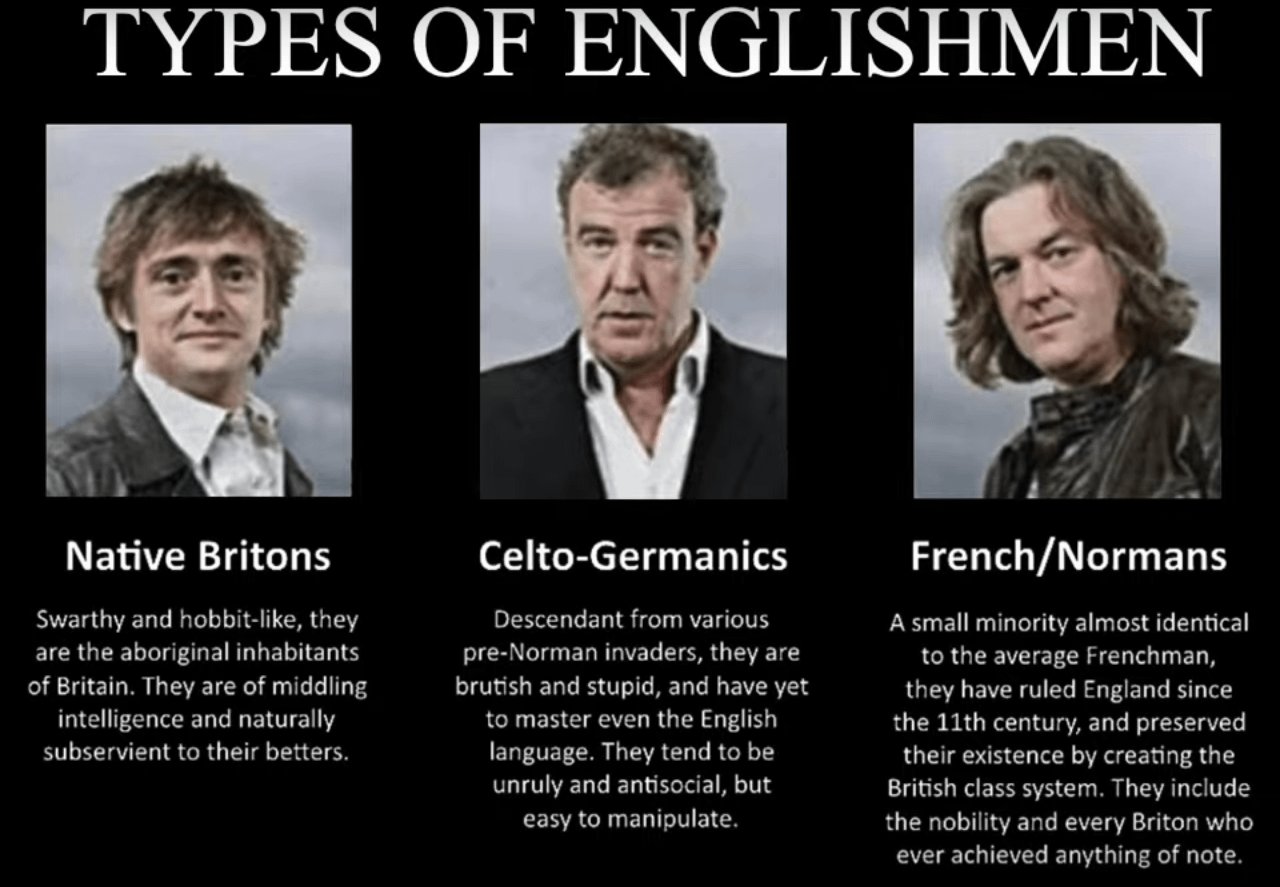 TYPES OF ENGLISHMEN
Native Britons
Swarthy and hobbit-like, they
are the aboriginal inhabitants
of Britain. They are of middling
intelligence and naturally
subservient to their betters.
Celto-Germanics
Descendant from various
pre-Norman invaders, they are
brutish and stupid, and have yet
to master even the English
language. They tend to be
unruly and antisocial, but
easy to manipulate.
French/Normans
A small minority almost identical
to the average Frenchman,
they have ruled England since
the 11th century, and preserved
their existence by creating the
British class system. They include
the nobility and every Briton who
ever achieved anything of note.